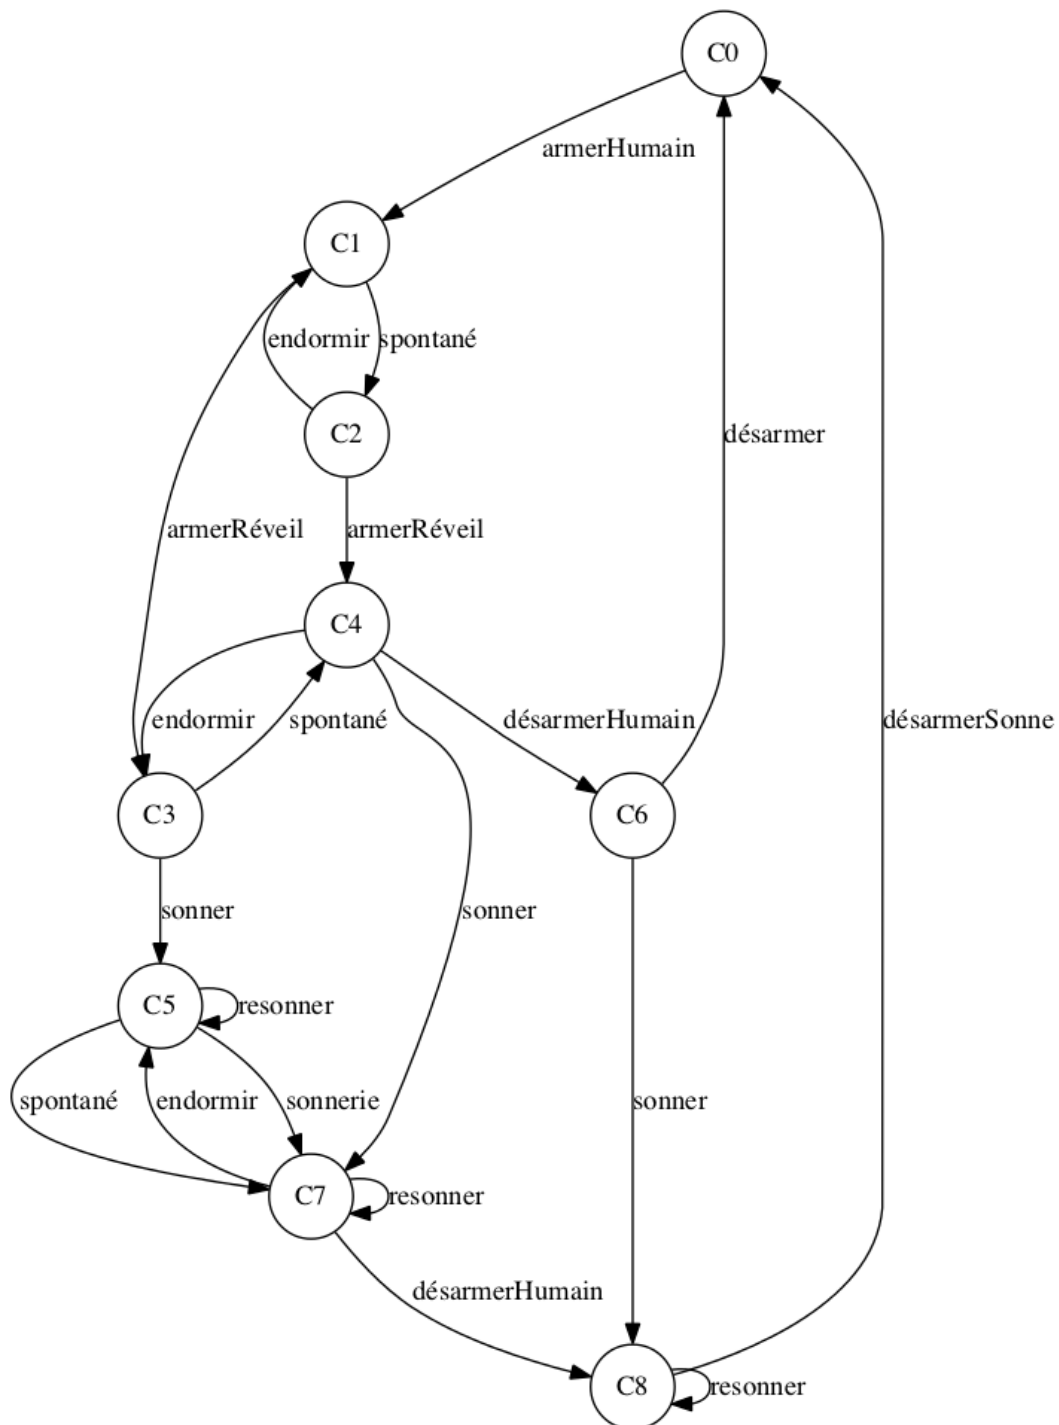 C0
armerHumain
C1
endormir
spontané
C2
désarmer
armerRéveil
armerRéveil
C4
endormir
spontané
désarmerHumain
désarmerSonne
C3
C6
sonner
sonner
C5
resonner
spontané
endormir
sonnerie
sonner
C7
resonner
désarmerHumain
C8
resonner